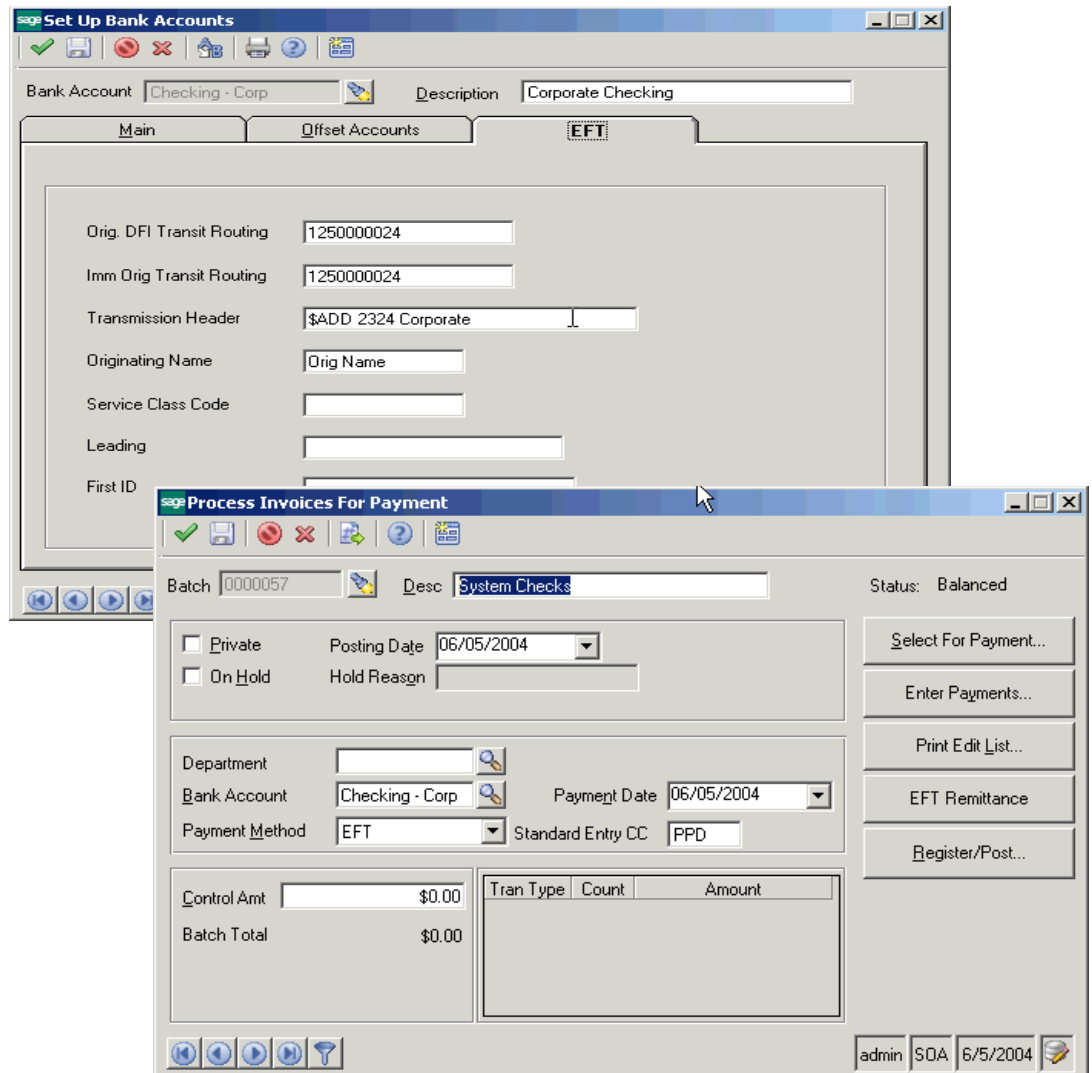 sage Set Up Bank Accounts
Bank Account Checking - Corp Description Corporate Checking
Main Offset Accounts EFT
Orig. DFI Transit Routing 1250000024
Imm Orig Transit Routing 1250000024
Transmission Header $ADD 2324 Corporate
Originating Name Orig Name
Service Class Code
Leading
First ID
sage Process Invoices For Payment
Batch 0000057 Desc System Checks Status: Balanced
Private Posting Date 06/05/2004 Select For Payment...
On Hold Hold Reason
Enter Payments...
Print Edit List...
Department
Bank Account Checking - Corp Payment Date 06/05/2004 EFT Remittance
Payment Method EFT Standard Entry CC PPD
Register/Post...
Control Amt $0.00 Tran Type Count Amount
Batch Total $0.00
admin SOA 6/5/2004